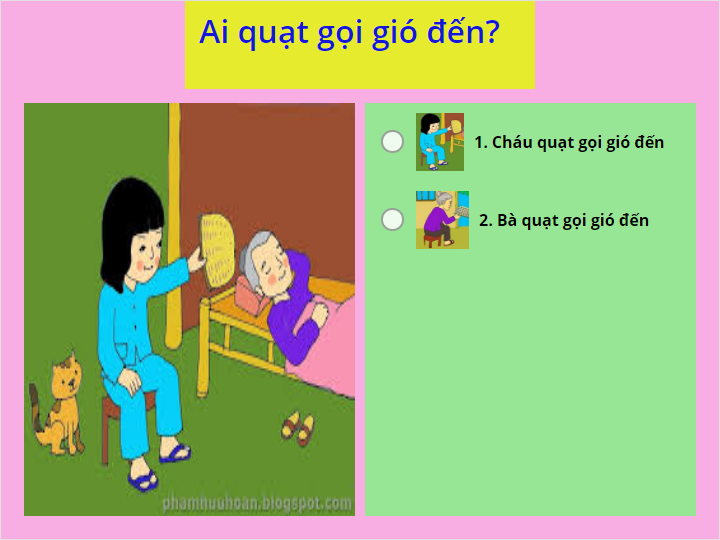 Ai quạt gọi gió đến?
1. Cháu quạt gọi gió đến
2. Bà quạt gọi gió đến
phamhuuhoan.blogspot.com